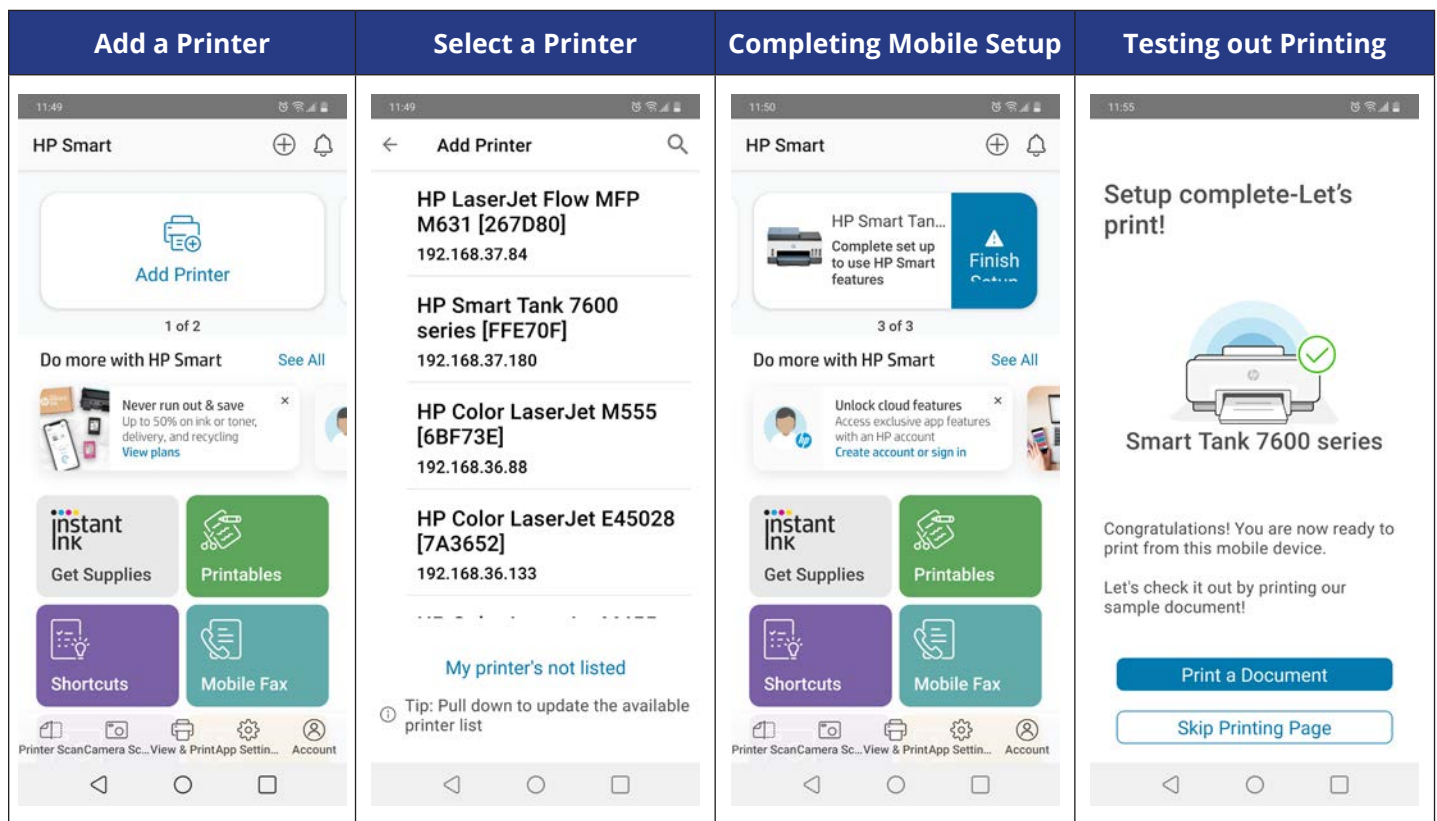 Add a Printer
Select a Printer
Completing Mobile Setup
Testing out Printing
11:49
HP Smart
Add Printer
1 of 2
Do more with HP Smart
See All
Never run out & save
Up to 50% on ink or toner,
delivery, and recycling
View plans
instant
ink
Get Supplies
Printables
Shortcuts
Mobile Fax
Printer Scan
Camera Sc...
View & Print
App Settin...
Account
11:49
Add Printer
HP LaserJet Flow MFP
M631 [267D80]
192.168.37.84
HP Smart Tank 7600
series [FFE70F]
192.168.37.180
HP Color LaserJet M555
[6BF73E]
192.168.36.88
HP Color LaserJet E45028
[7A3652]
192.168.36.133
My printer's not listed
Tip: Pull down to update the available
printer list
11:50
HP Smart
HP Smart Tan...
Complete set up
to use HP Smart
features
Finish
Setup
3 of 3
Do more with HP Smart
See All
Unlock cloud features
Access exclusive app features
with an HP account
Create account or sign in
instant
ink
Get Supplies
Printables
Shortcuts
Mobile Fax
Printer Scan
Camera Sc...
View & Print
App Settin...
Account
11:55
Setup complete-Let's
print!
Smart Tank 7600 series
Congratulations! You are now ready to
print from this mobile device.
Let's check it out by printing our
sample document!
Print a Document
Skip Printing Page